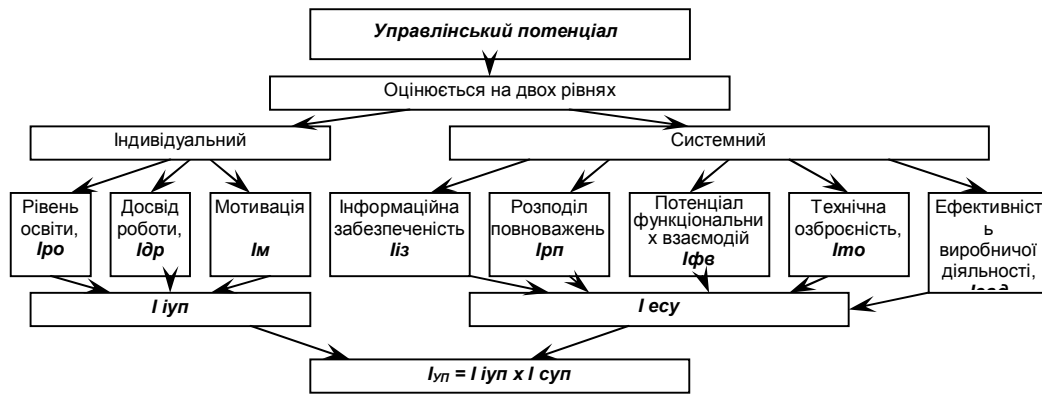 Управлінський потенціал
Оцінюється на двох рівнях
Індивідуальний
Системний
Рівень
освіти,
Іро
Досвід
роботи,
Ідр
Мотивація
Ім
Інформаційна
забезпеченість
Ііз
Розподіл
повноважень
Ірп
Потенціал
функціональни
х взаємодій
Іфв
Технічна
озброєність,
Іто
Ефективніст
ь
виробничої
діяльності,
І іуп
І есу
ІУП = І іуп х І суп